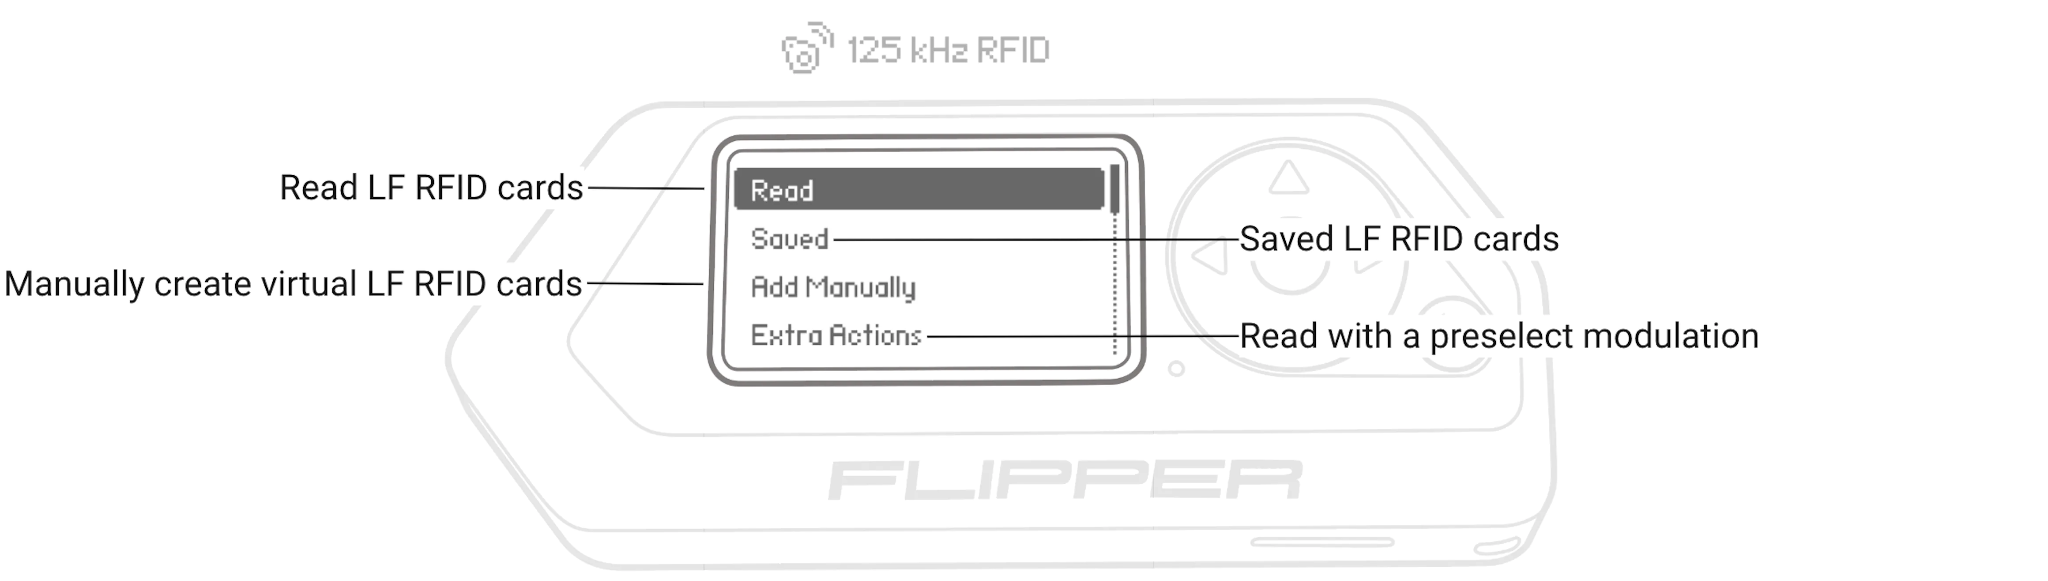 125 kHz RFID
Read LF RFID cards
Read
Saved
Saved LF RFID cards
Manually create virtual LF RFID cards
Add Manually
Extra Actions
Read with a preselect modulation
FLIPPER